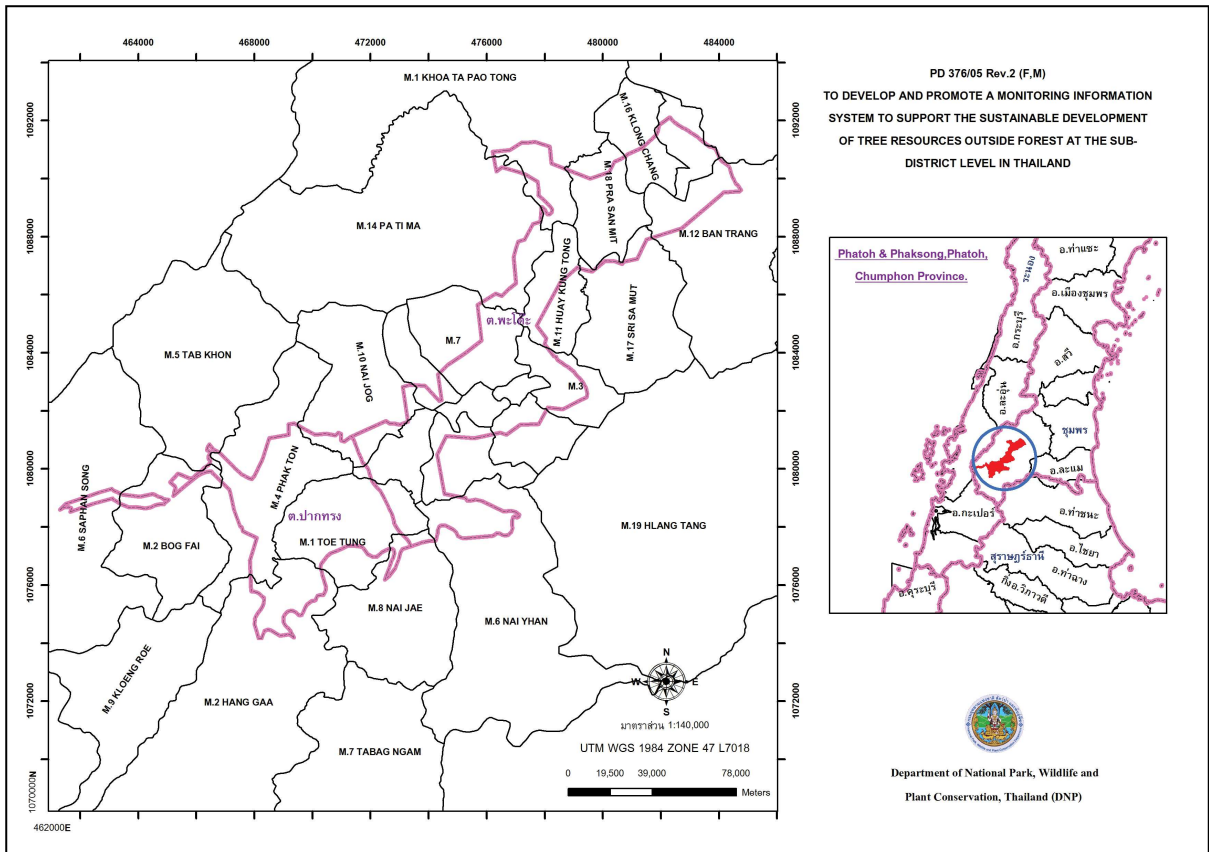 464000
468000
472000
476000
480000
484000
1092000
1088000
1084000
1080000
1076000
1072000
1070000N
462000E
1092000
1088000
1084000
1080000
1076000
1072000
M.1 KHOA TA PAO TONG
M.16 KLONG CHANG
M.18 PRA SAN MIT
M.14 PA TI MA
M.12 BAN TRANG
M.11 HUAY KUNG TONG
M.17 SRI SA MUT
ต.พะโต๊ะ
M.7
M.5 TAB KHON
M.10 NAI JOG
M.3
M.4 PHAK TON
M.6 SAPHAN SONG
ต.ปากทรง
M.2 BOG FAI
M.1 TOE TUNG
M.19 HLANG TANG
M.8 NAI JAE
M.6 NAI YHAN
M.9 KLOENG ROE
M.2 HANG GAA
M.7 TABAG NGAM
N
W
E
S
มาตราส่วน 1:140,000
UTM WGS 1984 ZONE 47 L7018
0 19,500 39,000 78,000
Meters
PD 376/05 Rev.2 (F,M)
TO DEVELOP AND PROMOTE A MONITORING INFORMATION
SYSTEM TO SUPPORT THE SUSTAINABLE DEVELOPMENT
OF TREE RESOURCES OUTSIDE FOREST AT THE SUB-
DISTRICT LEVEL IN THAILAND
Phatoh & Phaksong,Phatoh,
Chumphon Province.
อ.ท่าแซะ
ระนอง
อ.เมืองชุมพร
อ.กระบุรี
อ.สวี
อ.ละอุ่น
ชุมพร
อ.ละแม
อ.กะเปอร์
อ.ท่าชนะ
อ.ไชยา
สุราษฎร์ธานี
อ.ท่าฉาง
กิ่งอ.วิภาวดี
อ.คุระบุรี
Department of National Park, Wildlife and
Plant Conservation, Thailand (DNP)